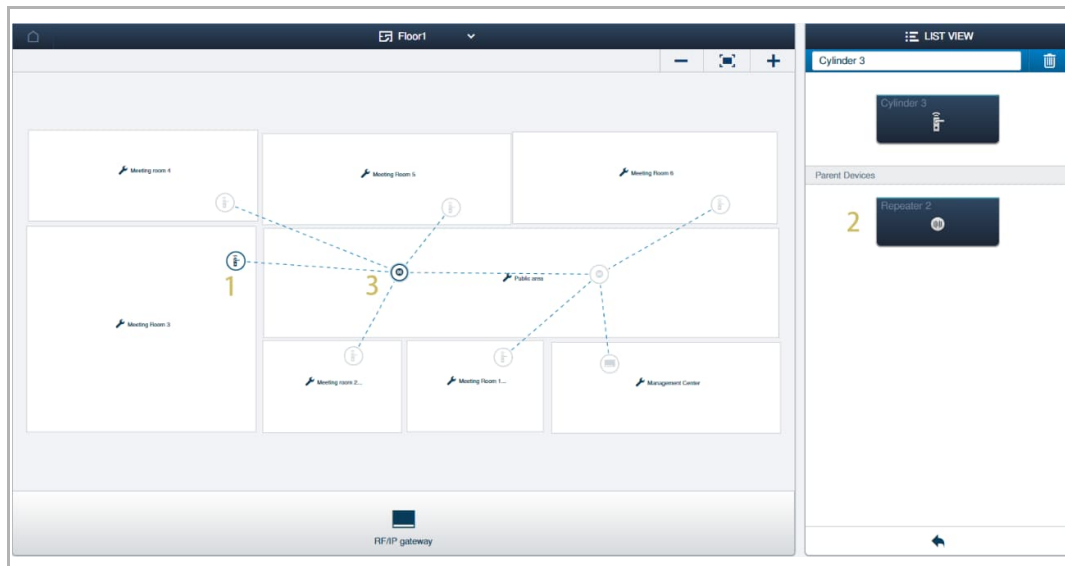 Floor1
LIST VIEW
Cylinder 3
Cylinder 3
Meeting room 4
Meeting Room 5
Meeting Room 6
Parent Devices
Repeater 2
2
1
3
Public area
Meeting Room 3
Meeting room 2...
Meeting Room 1...
Management Center
RF/IP gateway